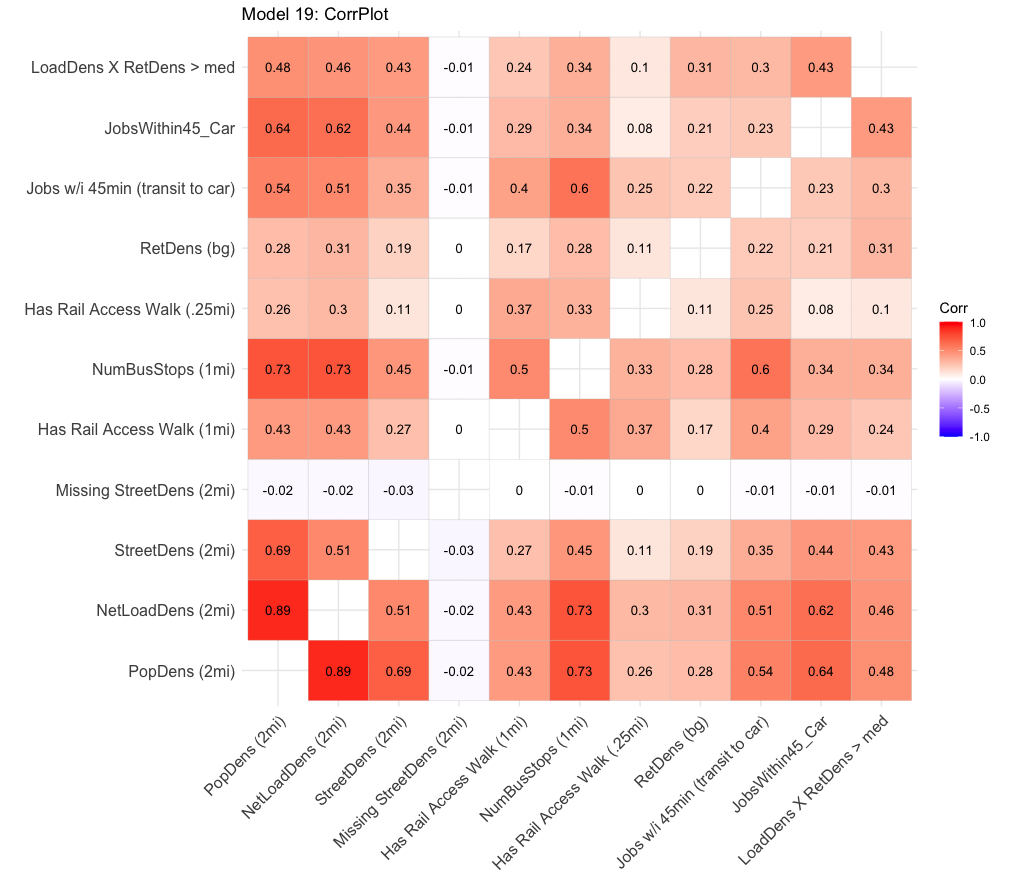 Model 19: CorrPlot
LoadDens X RetDens > med 0.48 0.46 0.43 -0.01 0.24 0.34 0.1 0.31 0.3 0.43
JobsWithin45_Car 0.64 0.62 0.44 -0.01 0.29 0.34 0.08 0.21 0.23 0.43
Jobs w/i 45min (transit to car) 0.54 0.51 0.35 -0.01 0.4 0.6 0.25 0.22 0.23 0.3
RetDens (bg) 0.28 0.31 0.19 0 0.17 0.28 0.11 0.22 0.21 0.31
Has Rail Access Walk (.25mi) 0.26 0.3 0.11 0 0.37 0.33 0.11 0.25 0.08 0.1
NumBusStops (1mi) 0.73 0.73 0.45 -0.01 0.5 0.33 0.28 0.6 0.34 0.34
Has Rail Access Walk (1mi) 0.43 0.43 0.27 0 0.5 0.37 0.17 0.4 0.29 0.24
Missing StreetDens (2mi) -0.02 -0.02 -0.03 0 -0.01 0 0 -0.01 -0.01 -0.01
StreetDens (2mi) 0.69 0.51 -0.03 0.27 0.45 0.11 0.19 0.35 0.44 0.43
NetLoadDens (2mi) 0.89 0.51 -0.02 0.43 0.73 0.3 0.31 0.51 0.62 0.46
PopDens (2mi) 0.89 0.69 -0.02 0.43 0.73 0.26 0.28 0.54 0.64 0.48
PopDens (2mi)
NetLoadDens (2mi)
StreetDens (2mi)
Missing StreetDens (2mi)
Has Rail Access Walk (1mi)
NumBusStops (1mi)
Has Rail Access Walk (.25mi)
RetDens (bg)
Jobs w/i 45min (transit to car)
JobsWithin45_Car
LoadDens X RetDens > med
Corr
1.0
0.5
0.0
-0.5
-1.0